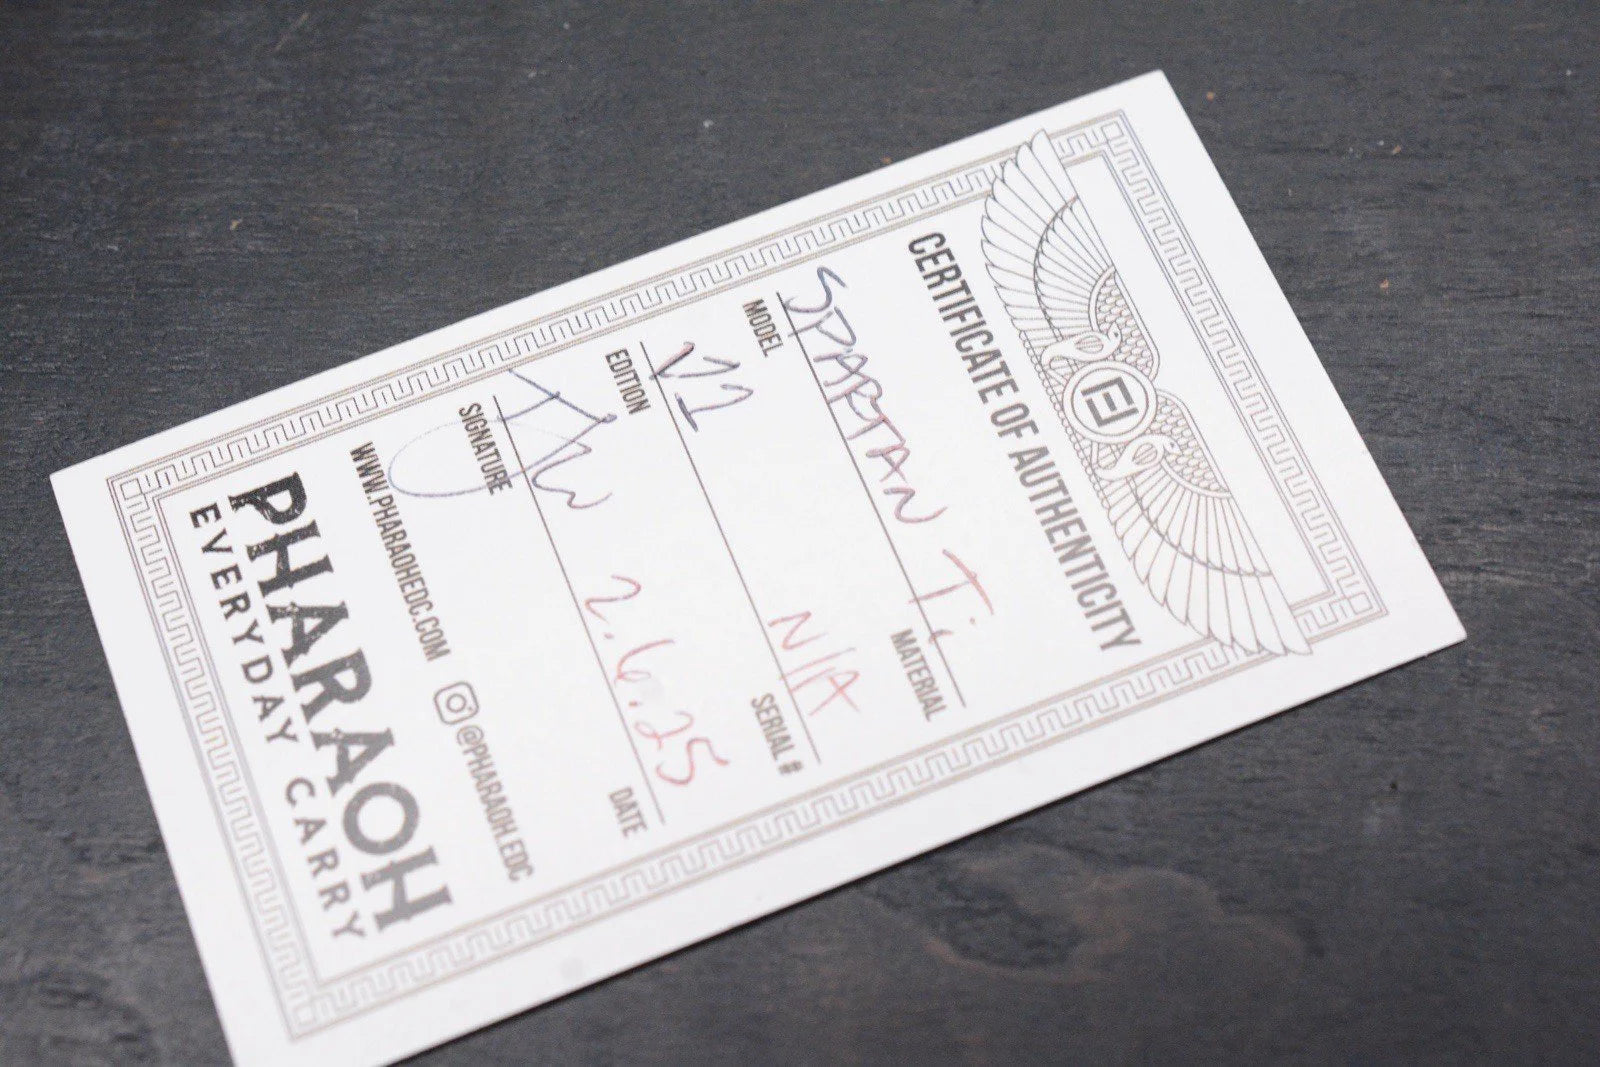 CERTIFICATE OF AUTHENTICITY
SPARTAN Ti
MODEL MATERIAL
V2 N/A
EDITION SERIAL #
2.6.25
SIGNATURE DATE
WWW.PHARAOHEDC.COM @PHARAOH.EDC
PHARAOH
EVERYDAY CARRY